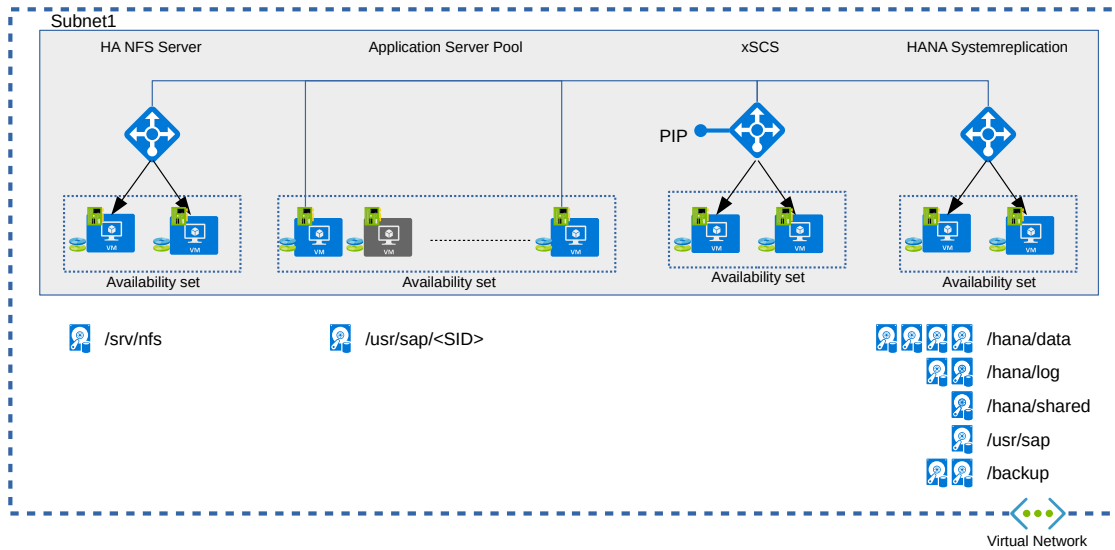 Subnet1
HA NFS Server
Application Server Pool
xSCS
HANA Systemreplication
PIP
VM
VM
VM
VM
VM
VM
VM
VM
VM
Availability set
Availability set
Availability set
Availability set
/srv/nfs
/usr/sap/<SID>
/hana/data
/hana/log
/hana/shared
/usr/sap
/backup
Virtual Network